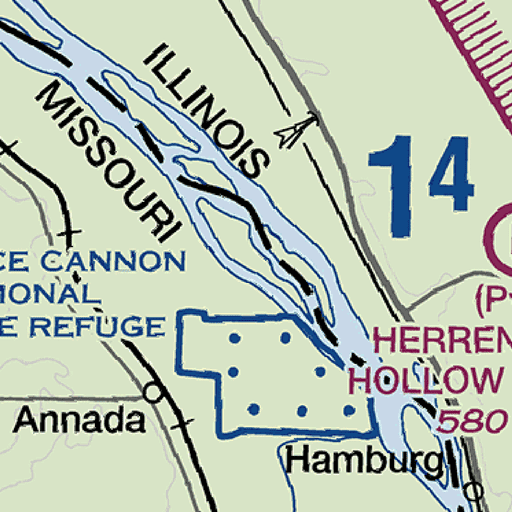 ILLINOIS
MISSOURI
14
CE CANNON
IONAL
E REFUGE
(P
HERREN
HOLLOW
580
Annada
Hamburg